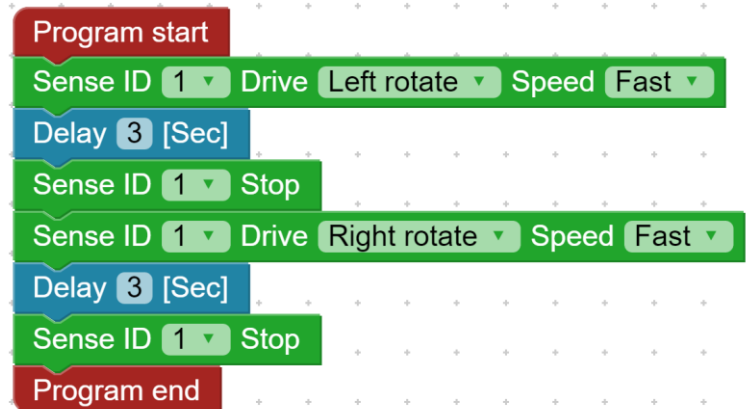 Program start
Sense ID 1 Drive Left rotate Speed Fast
Delay 3 [Sec]
Sense ID 1 Stop
Sense ID 1 Drive Right rotate Speed Fast
Delay 3 [Sec]
Sense ID 1 Stop
Program end